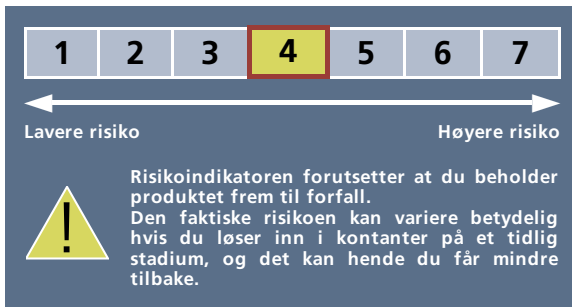 1 2 3 4 5 6 7
Lavere risiko Høyere risiko
Risikoindikatoren forutsetter at du beholder
produktet frem til forfall.
Den faktiske risikoen kan variere betydelig
hvis du løser inn i kontanter på et tidlig
stadium, og det kan hende du får mindre
tilbake.
!